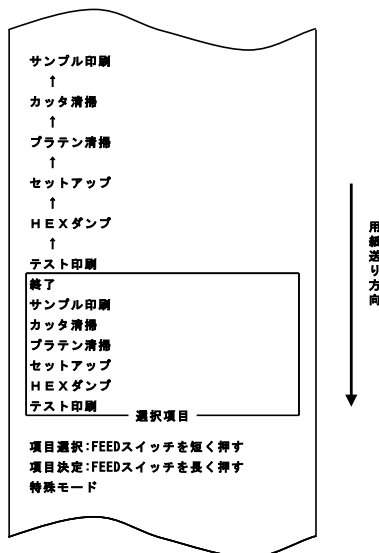 サンプル印刷
↑
カッタ清掃
↑
プラテン清掃
↑
セットアップ
↑
HEXダンプ
↑
テスト印刷
終了
サンプル印刷
カッタ清掃
プラテン清掃
セットアップ
HEXダンプ
テスト印刷
選択項目
項目選択:FEEDスイッチを短く押す
項目決定:FEEDスイッチを長く押す
特殊モード
用紙送り方向